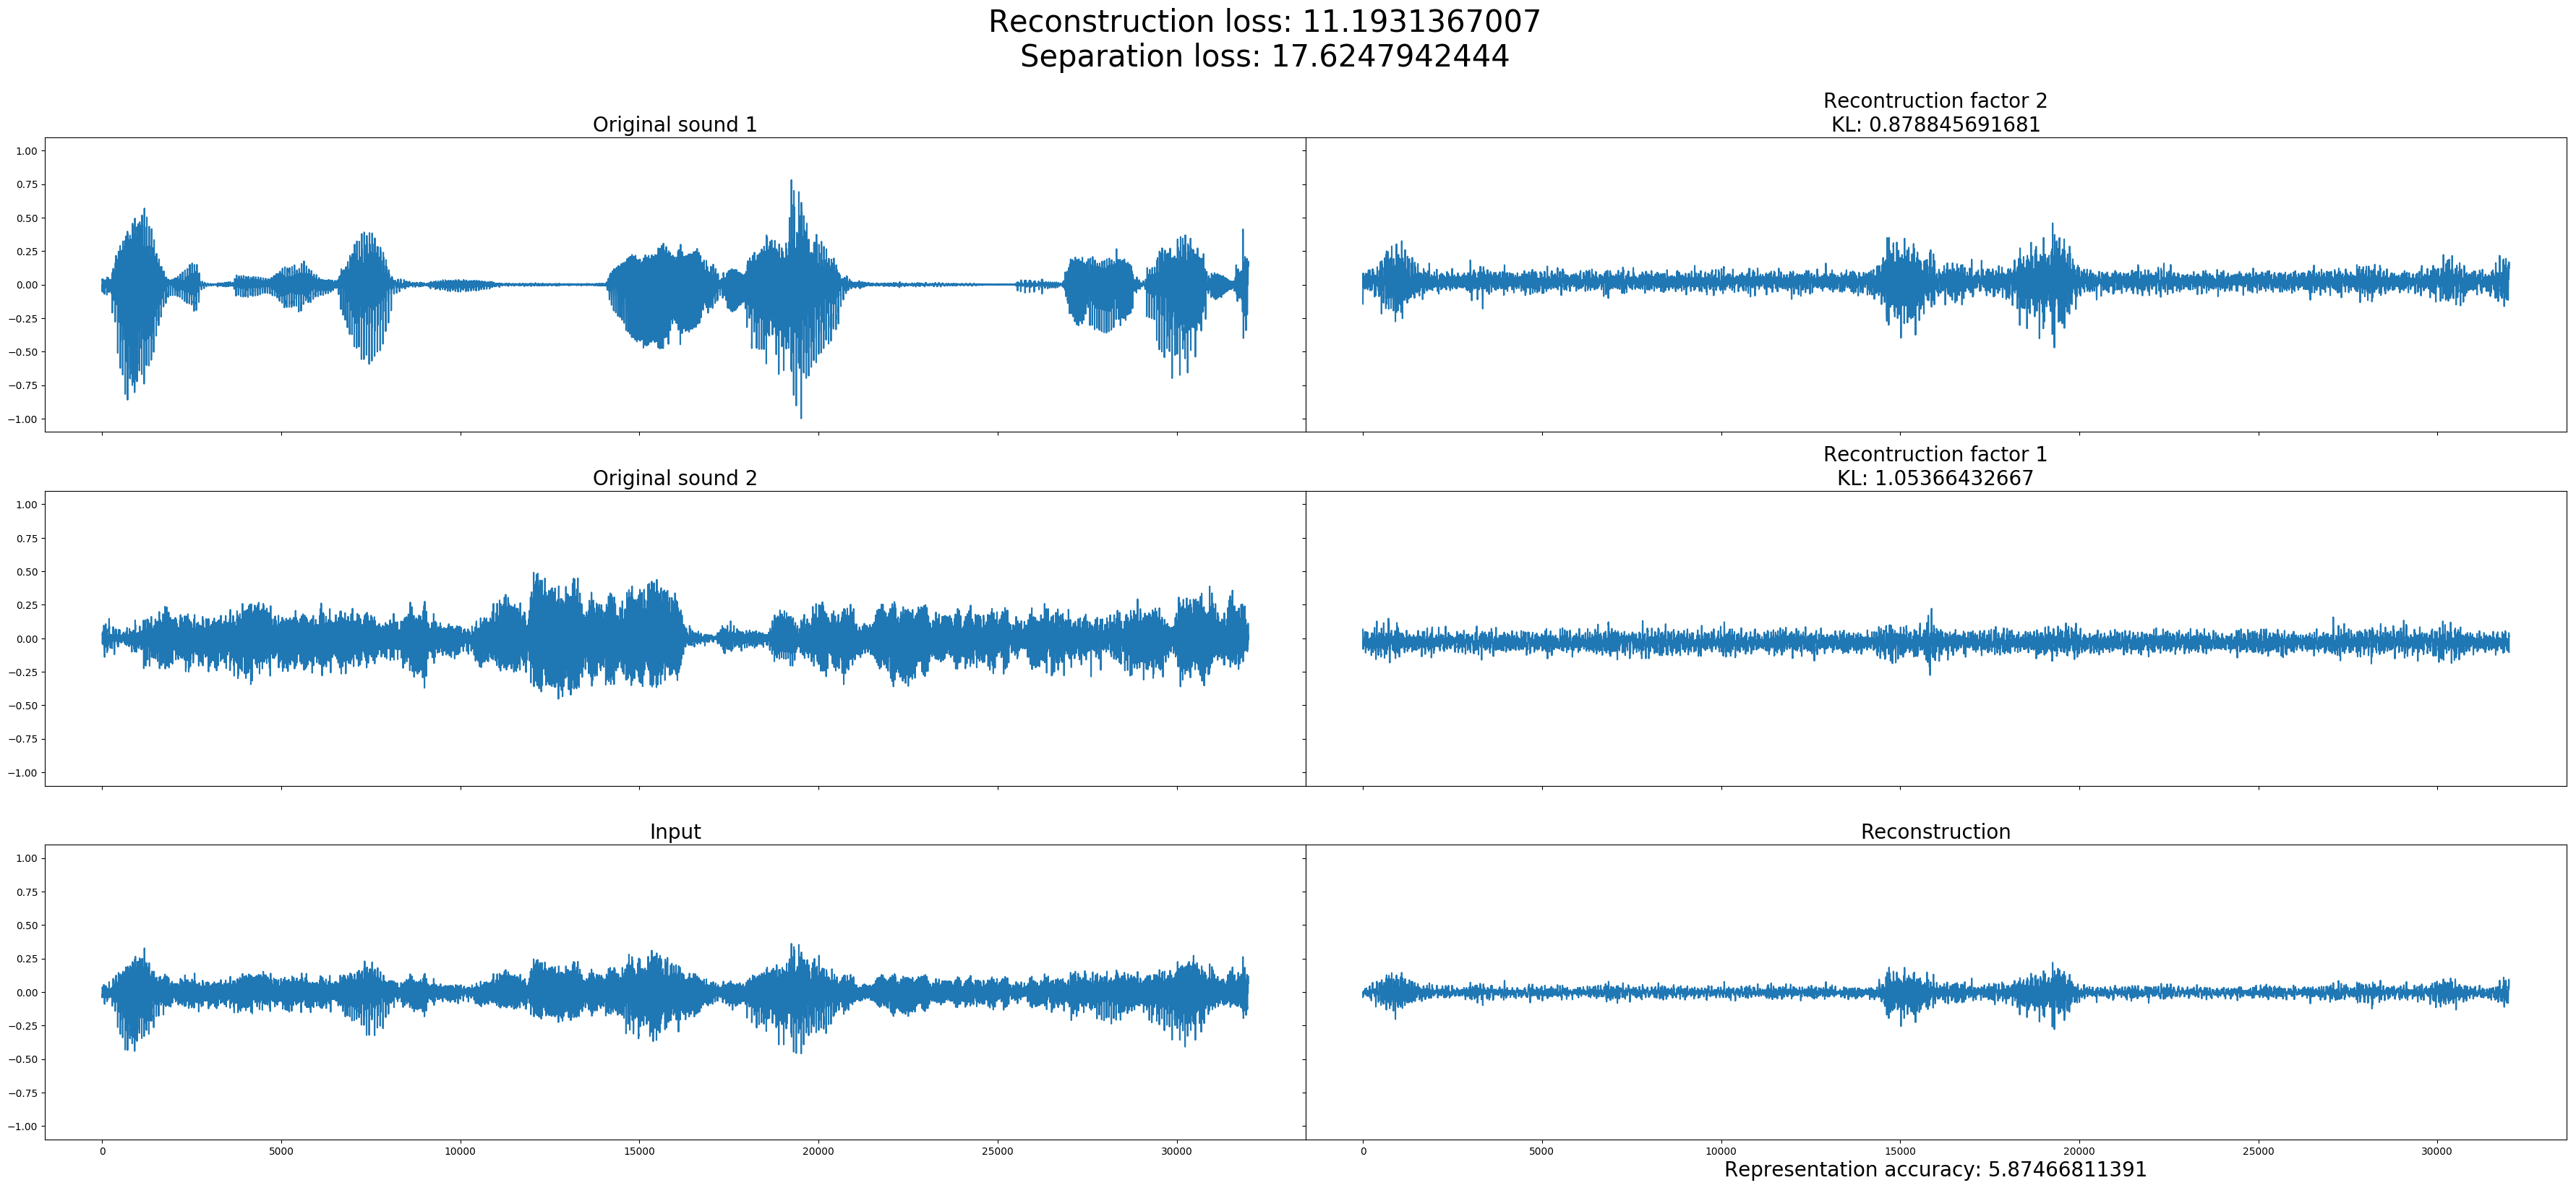 Reconstruction loss: 11.1931367007
Separation loss: 17.6247942444
Original sound 1
Recontruction factor 2
KL: 0.878845691681
1.00
0.75
0.50
0.25
0.00
−0.25
−0.50
−0.75
−1.00
Original sound 2
Recontruction factor 1
KL: 1.05366432667
1.00
0.75
0.50
0.25
0.00
−0.25
−0.50
−0.75
−1.00
Input
Reconstruction
1.00
0.75
0.50
0.25
0.00
−0.25
−0.50
−0.75
−1.00
0 5000 10000 15000 20000 25000 30000
0 5000 10000 15000 20000 25000 30000
Representation accuracy: 5.87466811391